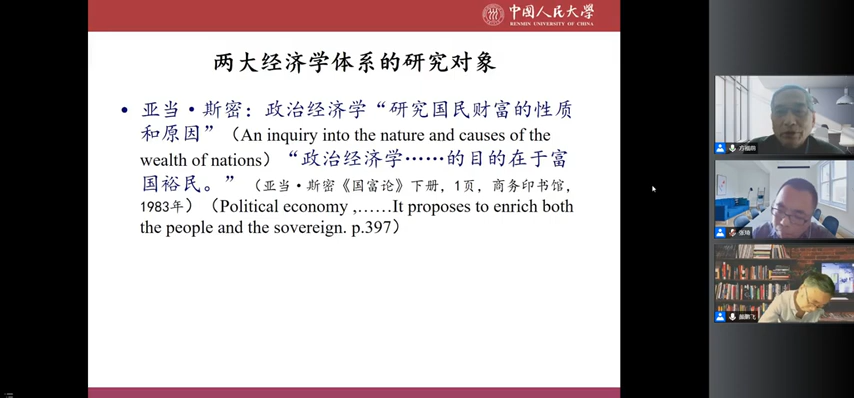 中国人民大学
RENMIN UNIVERSITY OF CHINA
两大经济学体系的研究对象
• 亚当·斯密：政治经济学“研究国民财富的性质
和原因”（An inquiry into the nature and causes of the
wealth of nations）“政治经济学……的目的在于富
国裕民。”（亚当·斯密《国富论》下册，1页，商务印书馆，
1983年）（Political economy ,……It proposes to enrich both
the people and the sovereign. p.397）
方福前
张琦